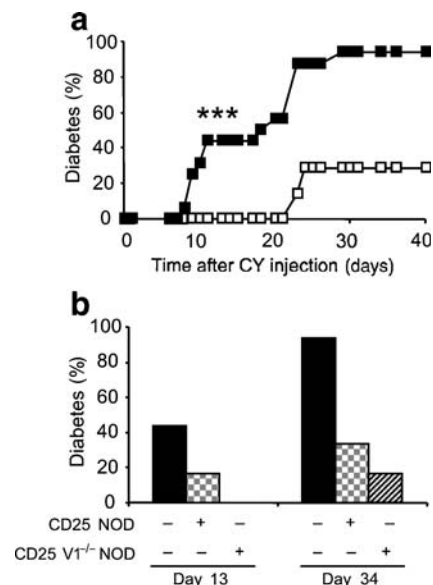 a
100
80
60
40
20
0
Diabetes (%)
***
0 10 20 30 40
Time after CY injection (days)
b
100
80
60
40
20
0
Diabetes (%)
CD25 NOD – + – – + –
CD25 V1–/– NOD – – + – – +
Day 13 Day 34